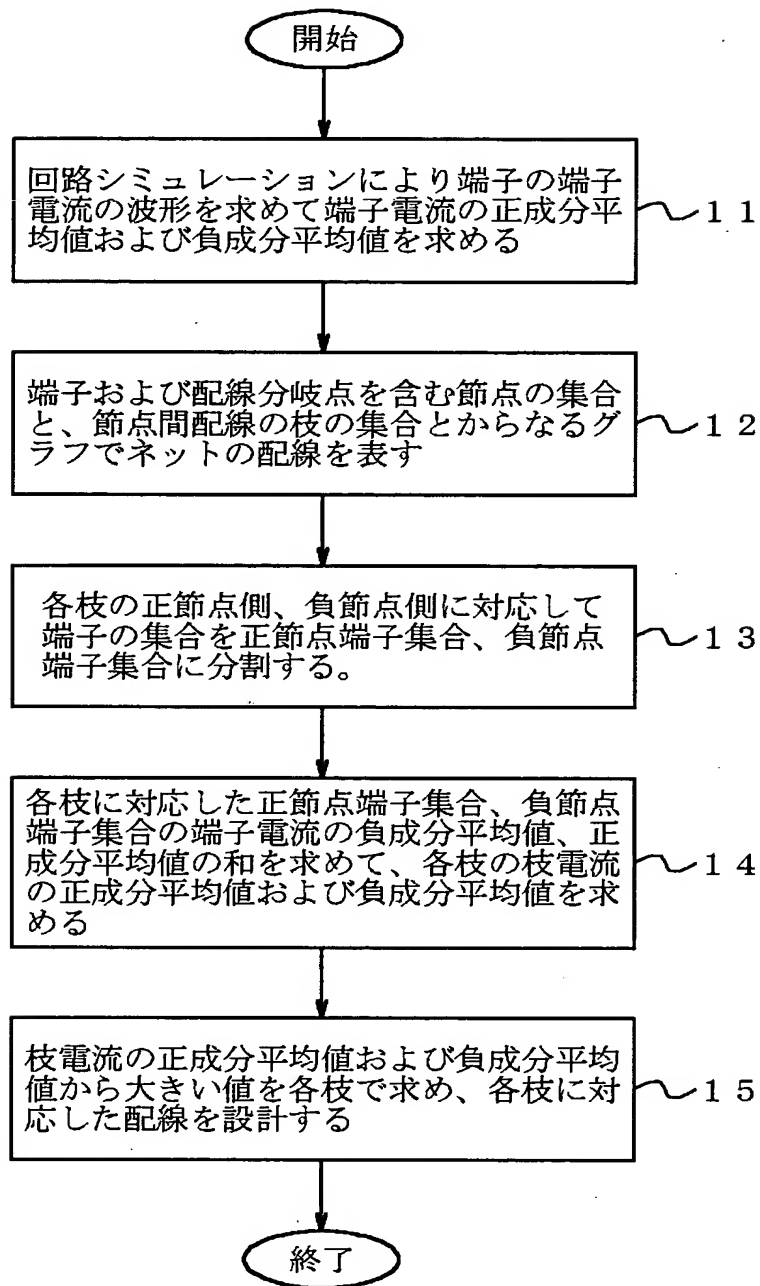 開始
回路シミュレーションにより端子の端子
電流の波形を求めて端子電流の正成分平
均値および負成分平均値を求める
11
端子および配線分岐点を含む節点の集合
と、節点間配線の枝の集合とからなるグ
ラフでネットの配線を表す
12
各枝の正節点側、負節点側に対応して
端子の集合を正節点端子集合、負節点
端子集合に分割する。
13
各枝に対応した正節点端子集合、負節点
端子集合の端子電流の負成分平均値、正
成分平均値の和を求めて、各枝の枝電流
の正成分平均値および負成分平均値を求
める
14
枝電流の正成分平均値および負成分平均
値から大きい値を各枝で求め、各枝に対
応した配線を設計する
15
終了